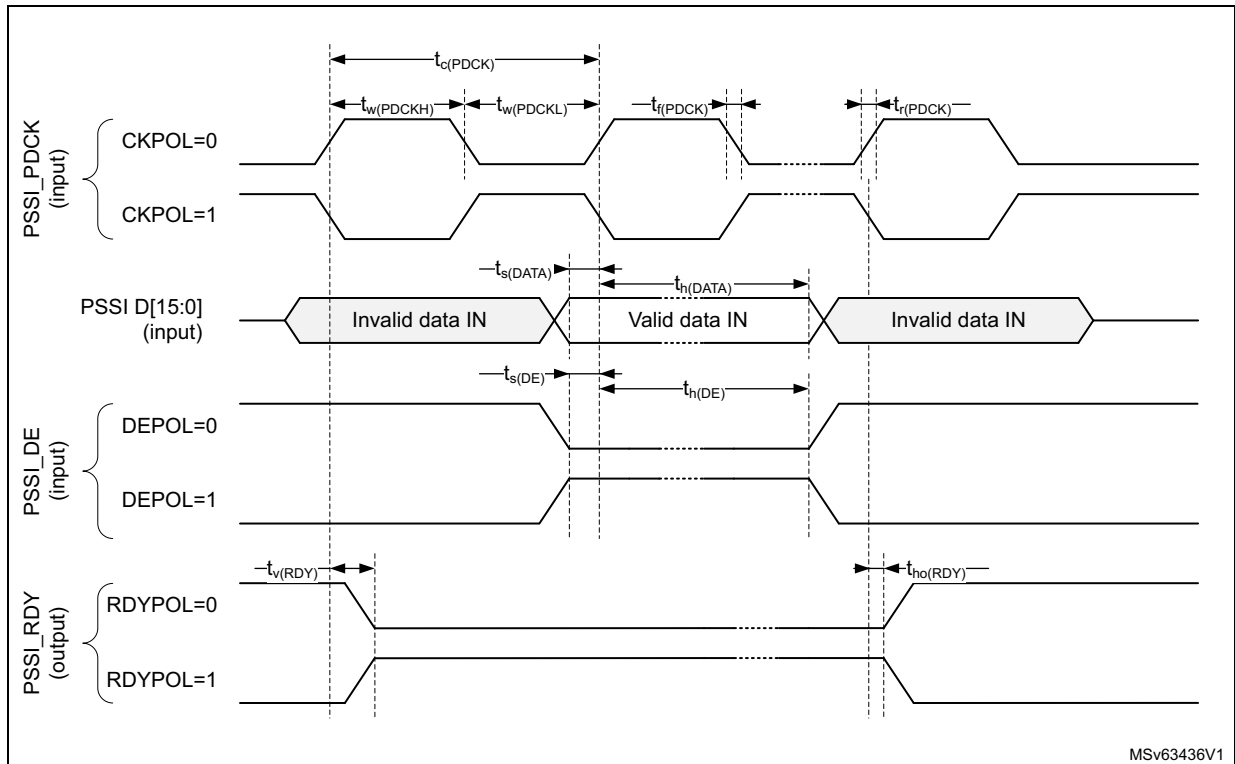 tc(PDCK)
tw(PDCKH)
tw(PDCKL)
tf(PDCK)
tr(PDCK)
PSSI_PDCK
(input)
CKPOL=0
CKPOL=1
ts(DATA)
th(DATA)
PSSI D[15:0]
(input)
Invalid data IN
Valid data IN
Invalid data IN
ts(DE)
th(DE)
PSSI_DE
(input)
DEPOL=0
DEPOL=1
tv(RDY)
tho(RDY)
PSSI_RDY
(output)
RDYPOL=0
RDYPOL=1
MSv63436V1